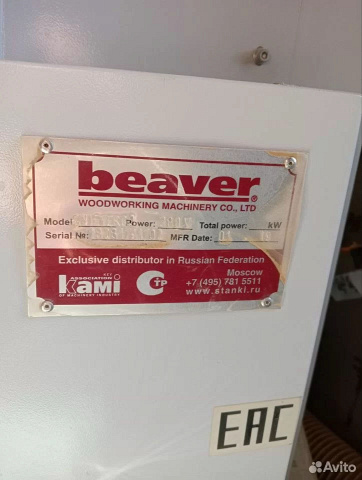 beaver®
WOODWORKING MACHINERY CO., LTD
Model Power: Total power: kW
Serial №: MFR Date:
Exclusive distributor in Russian Federation
ASSOCIATION
kami
OF MACHINERY INDUSTRY
СТР
Moscow
+7 (495) 781 5511
www.stanki.ru
EAC
Avito